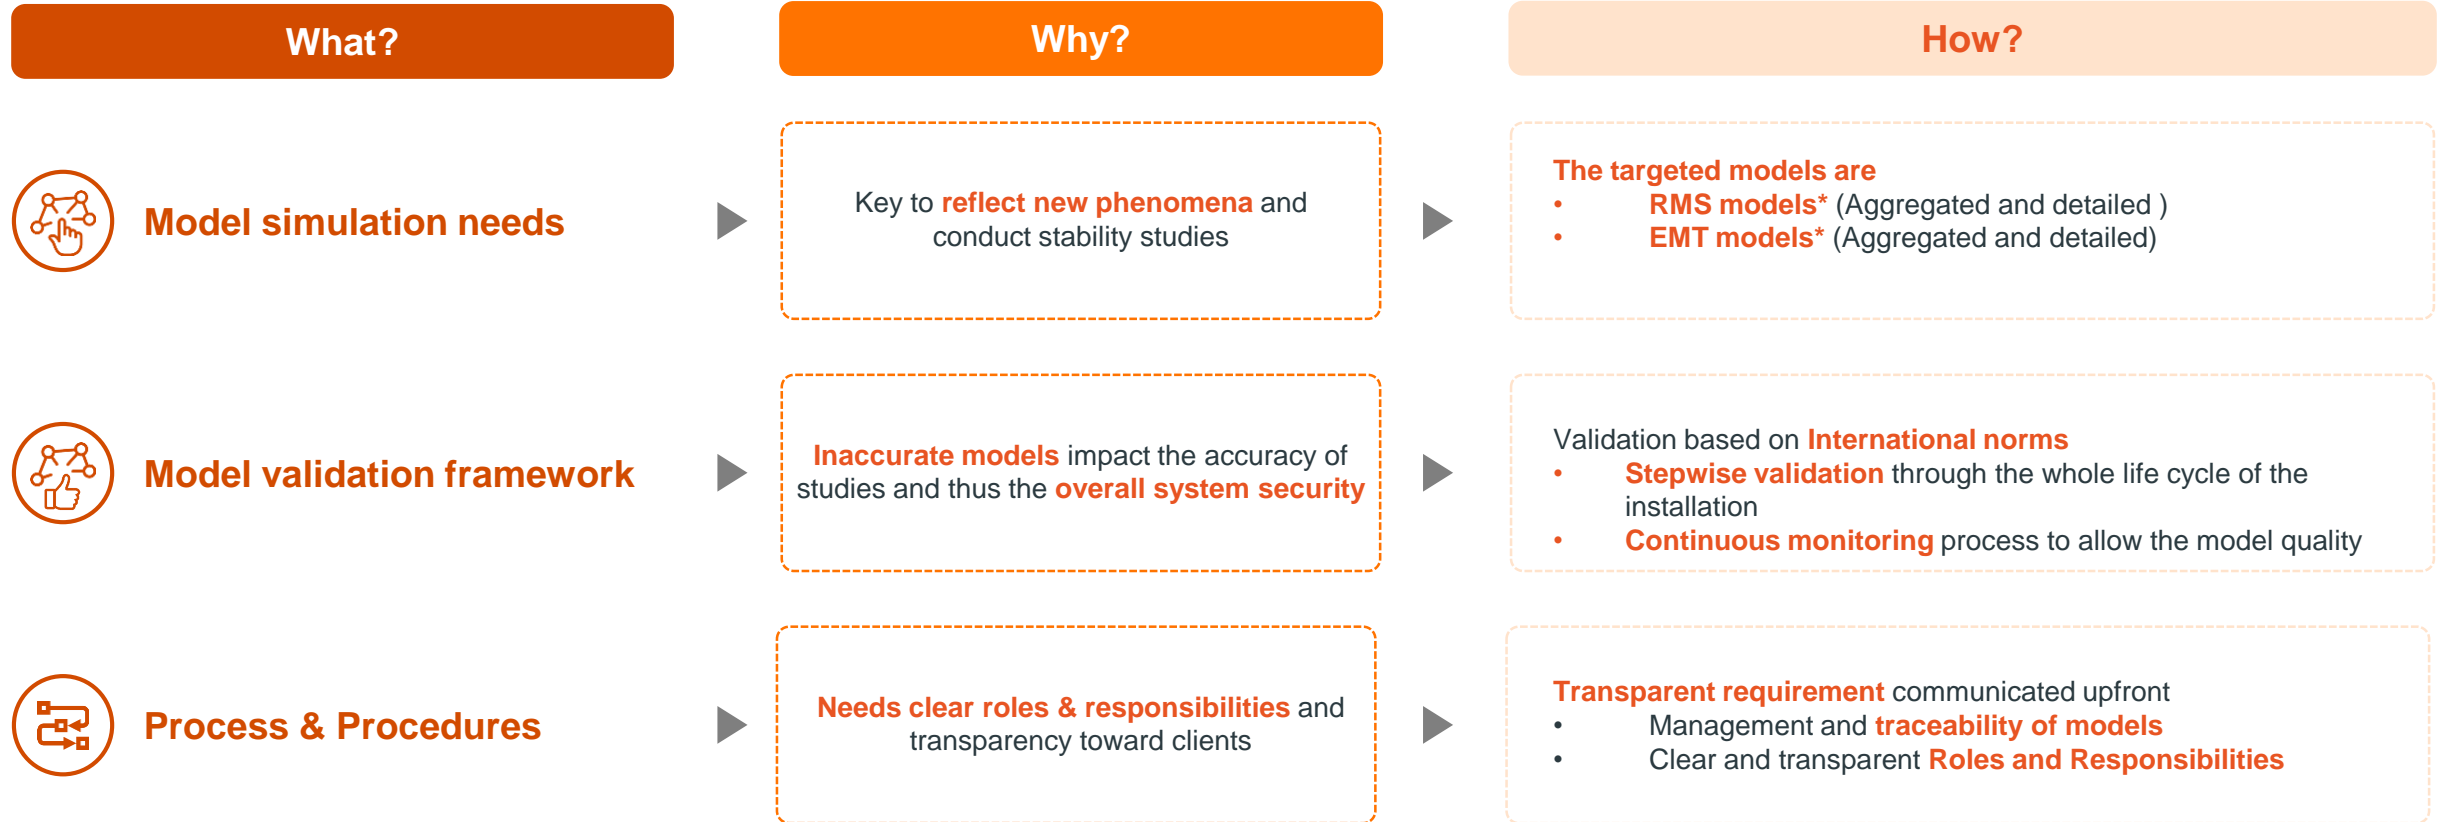 What?
Why?
How?
Model simulation needs
Key to reflect new phenomena and
conduct stability studies
The targeted models are
• RMS models* (Aggregated and detailed )
• EMT models* (Aggregated and detailed)
Model validation framework
Inaccurate models impact the accuracy of
studies and thus the overall system security
Validation based on International norms
• Stepwise validation through the whole life cycle of the
installation
• Continuous monitoring process to allow the model quality
Process & Procedures
Needs clear roles & responsibilities and
transparency toward clients
Transparent requirement communicated upfront
• Management and traceability of models
• Clear and transparent Roles and Responsibilities